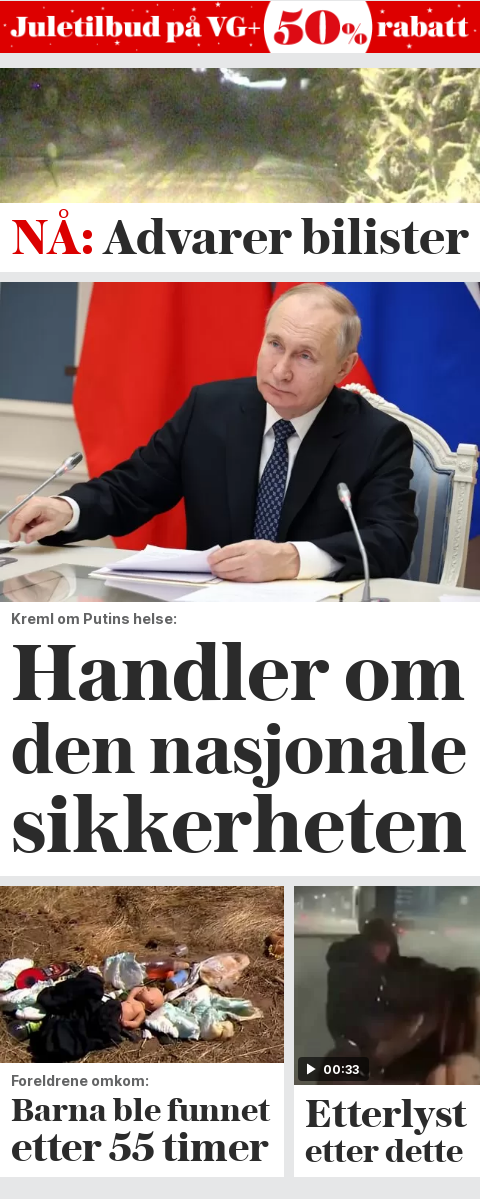 Juletilbud på VG+ 50% rabatt
NÅ: Advarer bilister
Kreml om Putins helse:
Handler om
den nasjonale
sikkerheten
Foreldrene omkom:
Barna ble funnet
etter 55 timer
00:33
Etterlyst
etter dette